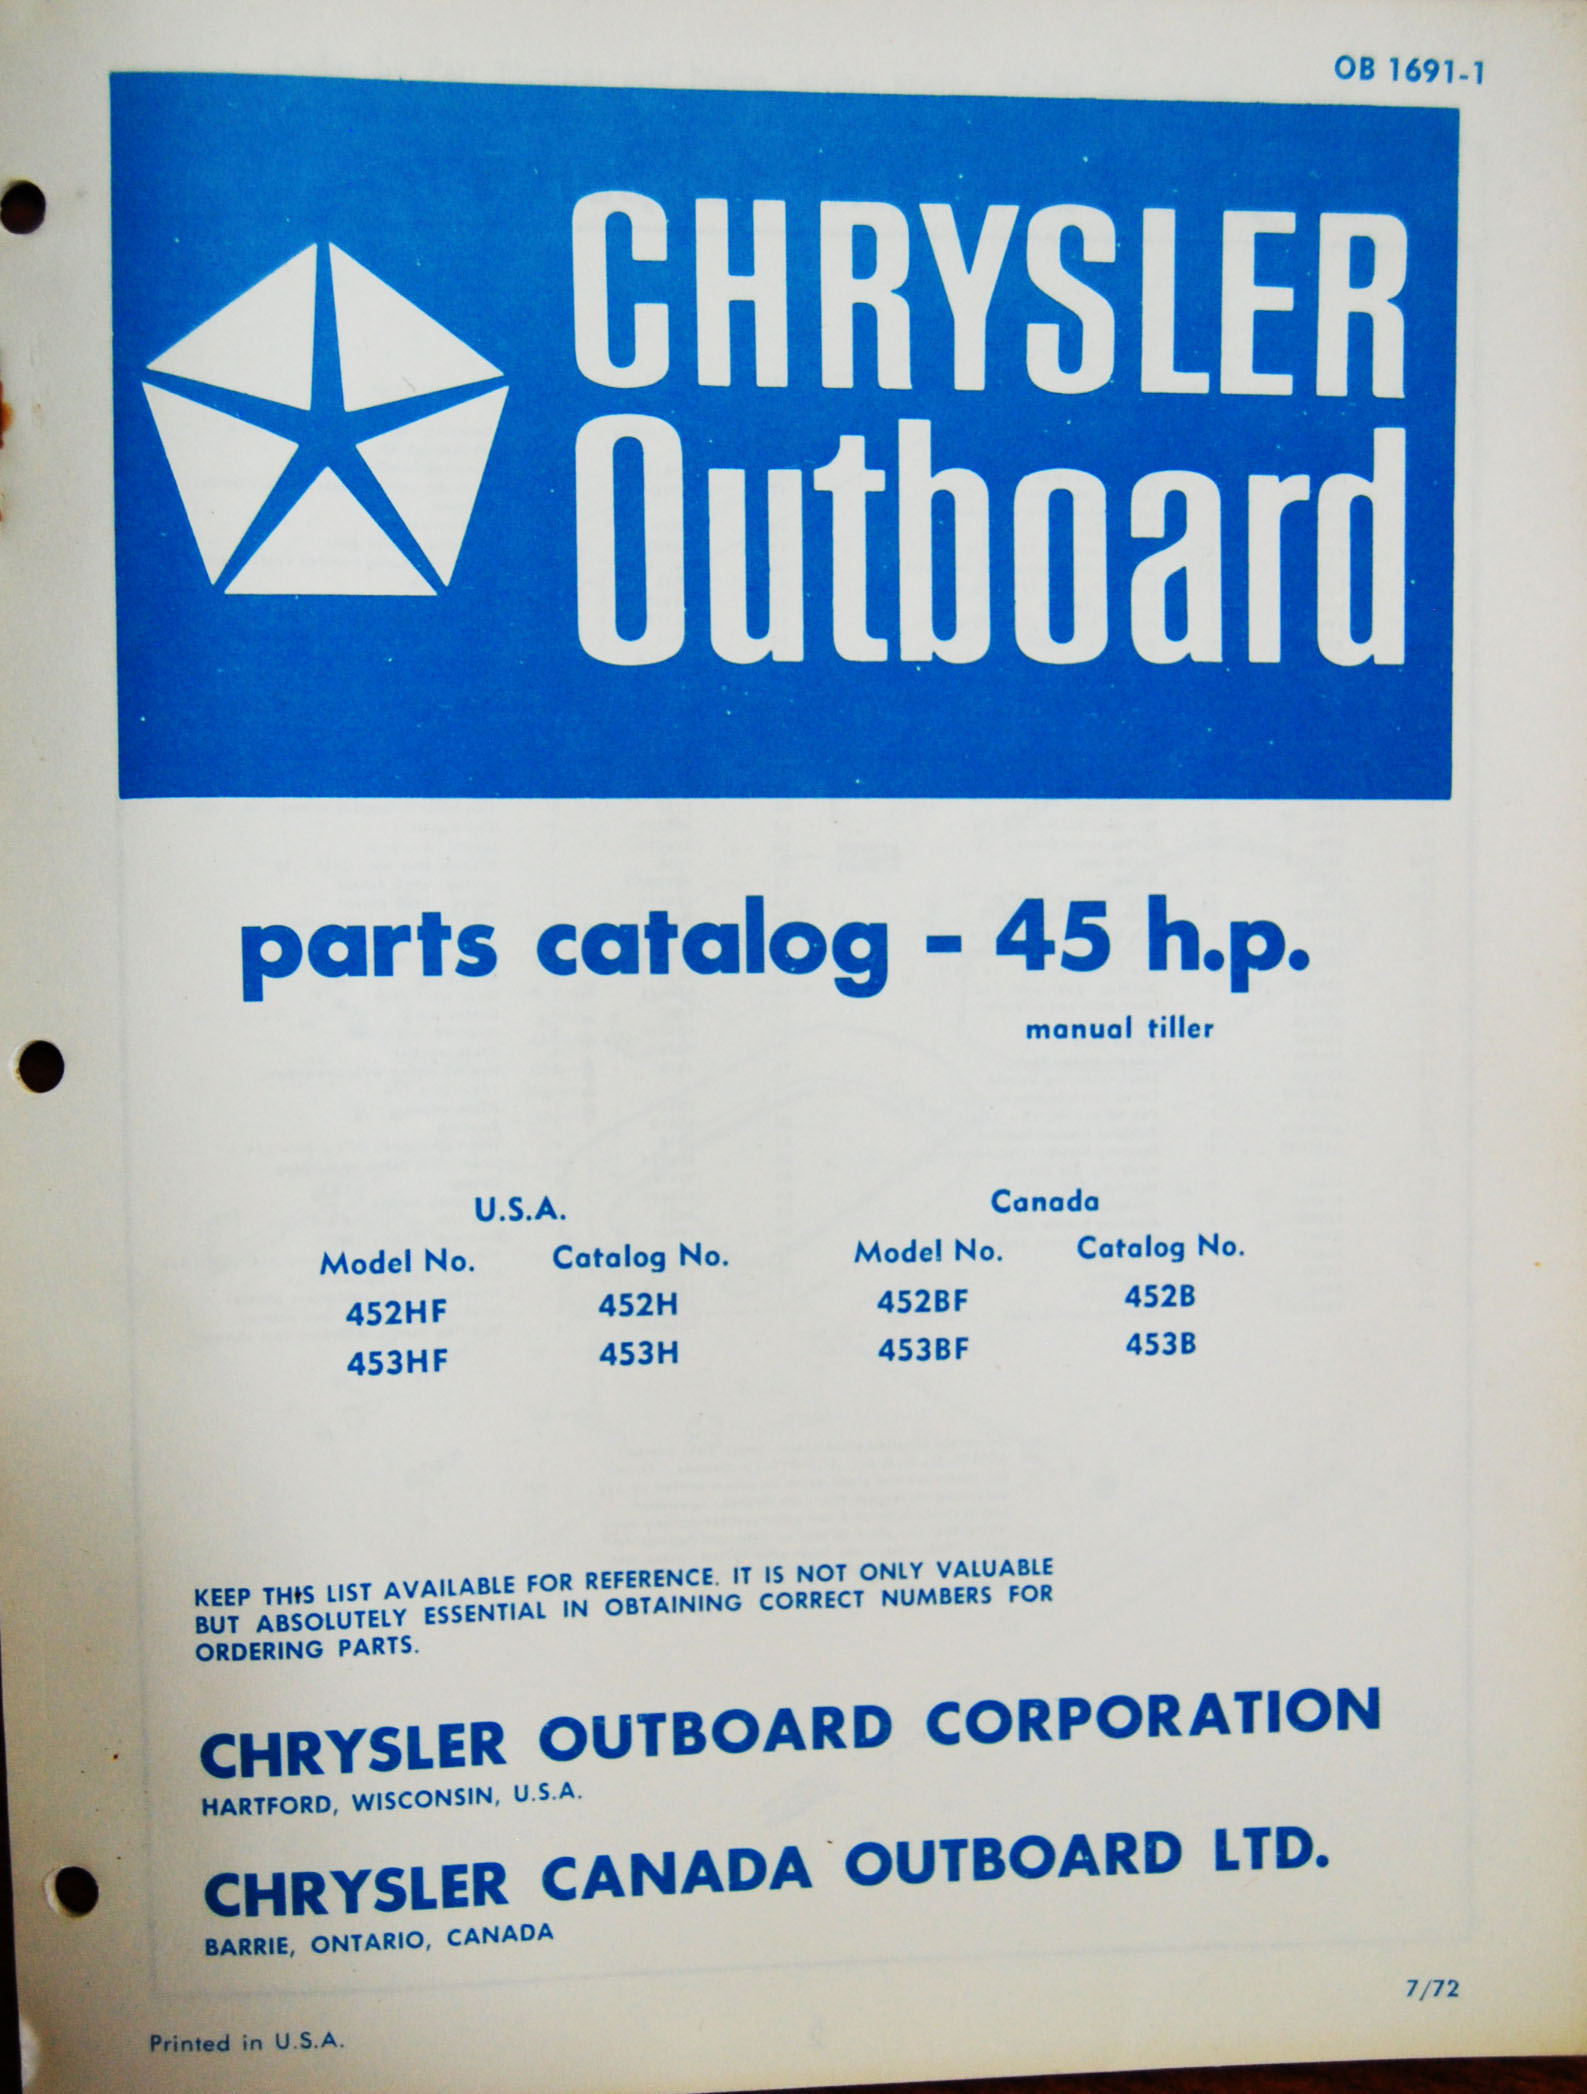 OB 1691-1
CHRYSLER
Outboard
parts catalog - 45 h.p.
manual tiller
U.S.A.
Canada
Model No. Catalog No. Model No. Catalog No.
452HF 452H 452BF 452B
453HF 453H 453BF 453B
KEEP THIS LIST AVAILABLE FOR REFERENCE. IT IS NOT ONLY VALUABLE
BUT ABSOLUTELY ESSENTIAL IN OBTAINING CORRECT NUMBERS FOR
ORDERING PARTS.
CHRYSLER OUTBOARD CORPORATION
HARTFORD, WISCONSIN, U.S.A.
CHRYSLER CANADA OUTBOARD LTD.
BARRIE, ONTARIO, CANADA
7/72
Printed in U.S.A.